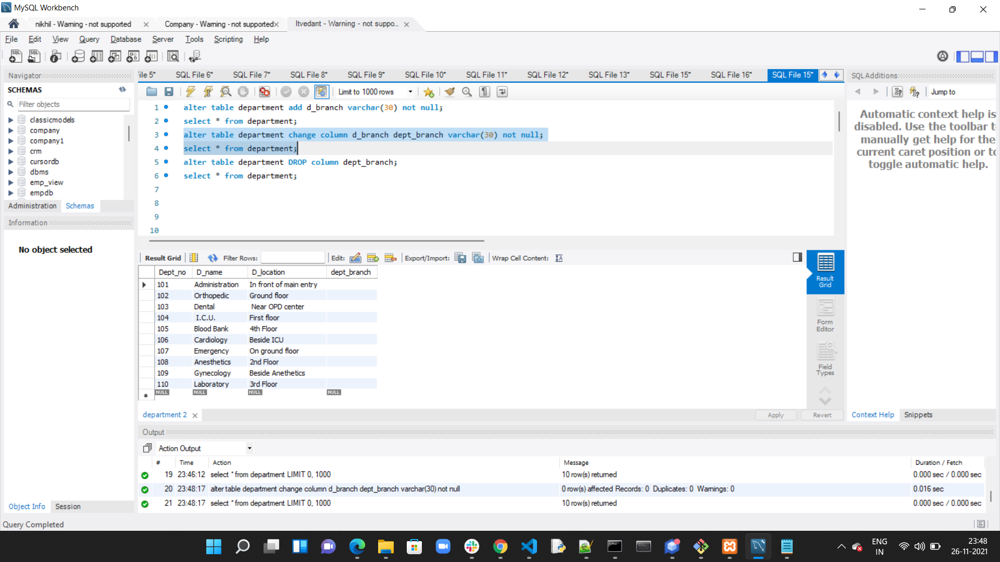 MySQL Workbench
nikhil - Warning - not supported
Company - Warning - not supported
Itvedant - Warning - not suppo...
File Edit View Query Database Server Tools Scripting Help
Navigator
SCHEMAS
Filter objects
classicmodels
company
company1
crm
cursordb
dbms
emp_view
empdb
Administration Schemas
Information
No object selected
Object Info Session
ile 5* SQL File 6* SQL File 7* SQL File 8* SQL File 9* SQL File 10* SQL File 11* SQL File 12* SQL File 13* SQL File 15* SQL File 16* SQL File 15*
Limit to 1000 rows
1 alter table department add d_branch varchar(30) not null;
2 select * from department;
3 alter table department change column d_branch dept_branch varchar(30) not null;
4 select * from department;
5 alter table department DROP column dept_branch;
6 select * from department;
7
8
9
10
Result Grid Filter Rows: Edit: Export/Import: Wrap Cell Content:
Dept_no D_name D_location dept_branch
101 Administration In front of main entry
102 Orthopedic Ground floor
103 Dental Near OPD center
104 I.C.U. First floor
105 Blood Bank 4th Floor
106 Cardiology Beside ICU
107 Emergency On ground floor
108 Anesthetics 2nd Floor
109 Gynecology Beside Anethetics
110 Laboratory 3rd Floor
NULL NULL NULL NULL
Result
Grid
Form
Editor
Field
Types
department 2
Apply Revert
SQLAdditions
Jump to
Automatic context help is
disabled. Use the toolbar t
manually get help for the
current caret position or to
toggle automatic help.
Context Help Snippets
Output
Action Output
# Time Action Message Duration / Fetch
19 23:46:12 select * from department LIMIT 0, 1000 10 row(s) returned 0.000 sec / 0.000 sec
20 23:48:17 alter table department change column d_branch dept_branch varchar(30) not null 0 row(s) affected Records: 0 Duplicates: 0 Warnings: 0 0.016 sec
21 23:48:17 select * from department LIMIT 0, 1000 10 row(s) returned 0.000 sec / 0.000 sec
Query Completed
ENG
IN
23:48
26-11-2021